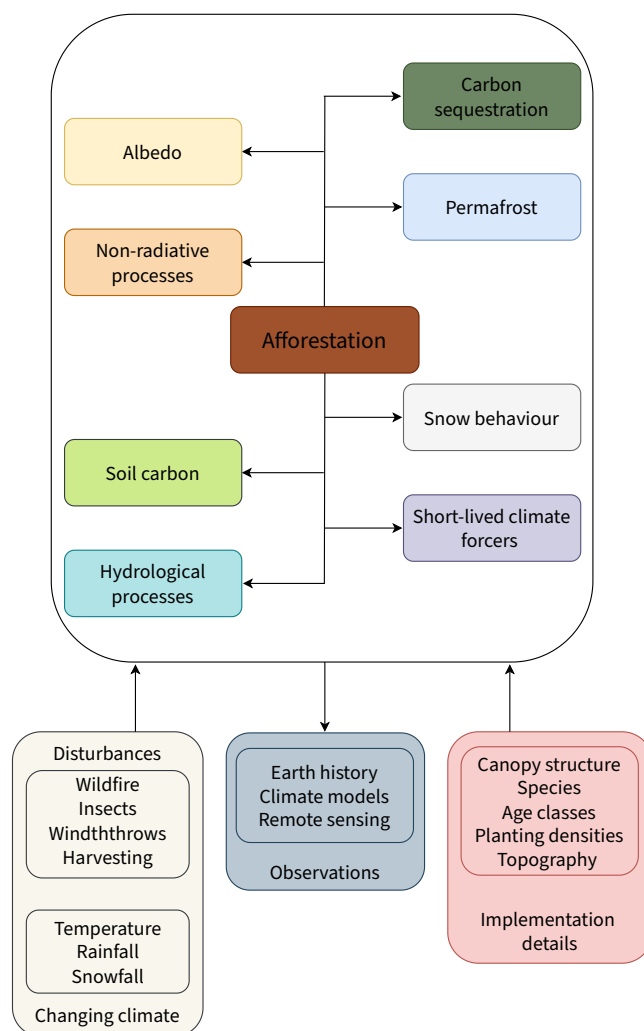 Carbon
sequestration
Albedo
Permafrost
Non-radiative
processes
Afforestation
Snow behaviour
Soil carbon
Short-lived climate
forcers
Hydrological
processes
Disturbances
Wildfire
Insects
Windththrows
Harvesting
Temperature
Rainfall
Snowfall
Changing climate
Earth history
Climate models
Remote sensing
Observations
Canopy structure
Species
Age classes
Planting densities
Topography
Implementation
details